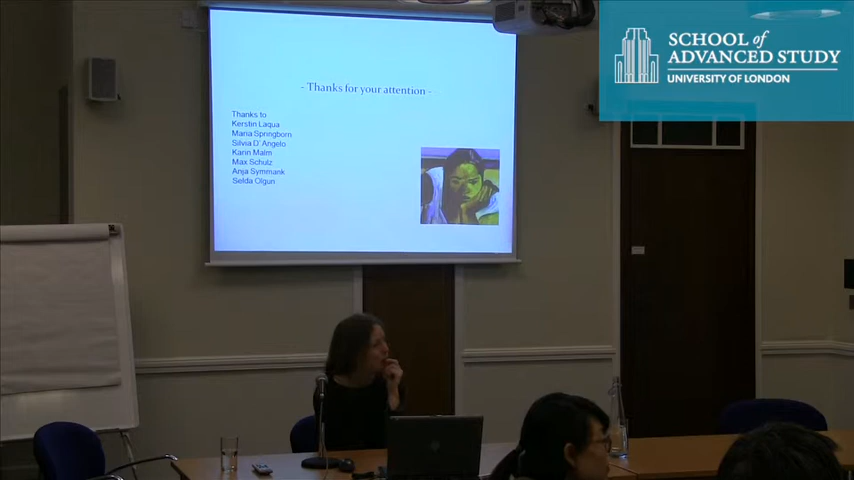 SCHOOL of
ADVANCED STUDY
UNIVERSITY OF LONDON
- Thanks for your attention -
Thanks to
Kerstin Laqua
Maria Springborn
Silvia D´Angelo
Karin Malm
Max Schulz
Anja Symmank
Selda Olgun